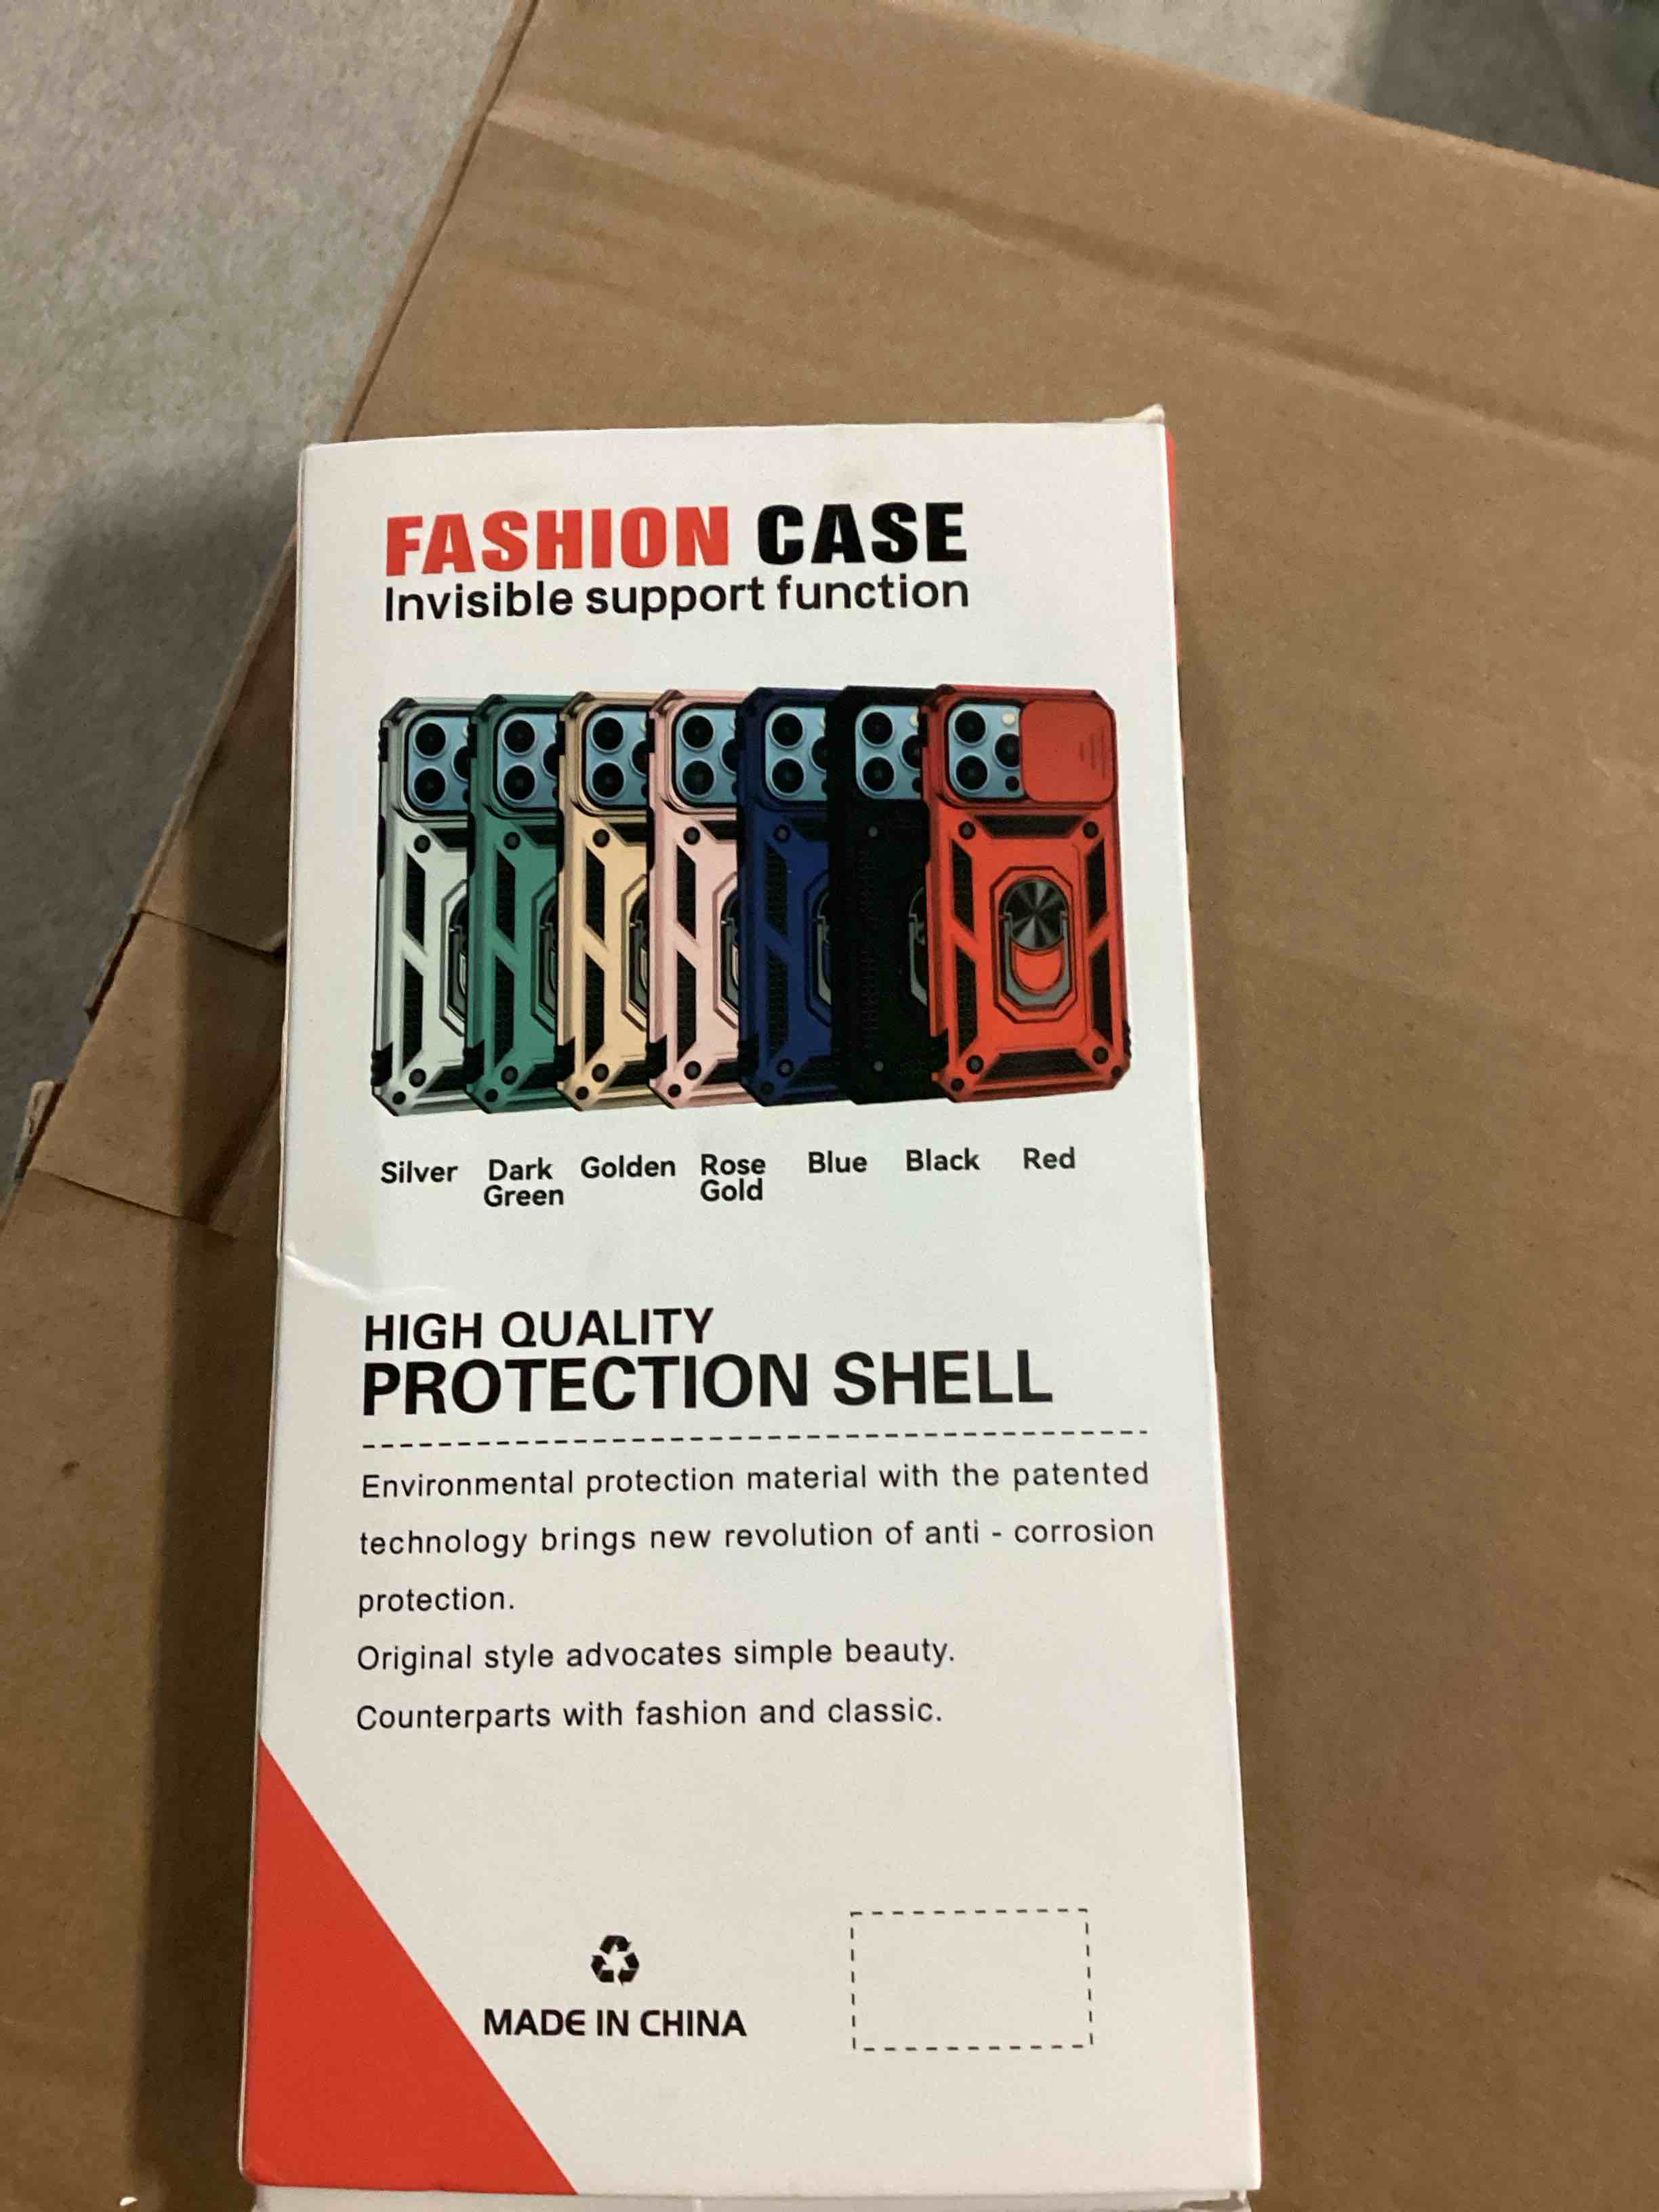 FASHION CASE
Invisible support function
Silver Dark Green Golden Rose Gold Blue Black Red
HIGH QUALITY
PROTECTION SHELL
Environmental protection material with the patented
technology brings new revolution of anti - corrosion
protection.
Original style advocates simple beauty.
Counterparts with fashion and classic.
MADE IN CHINA